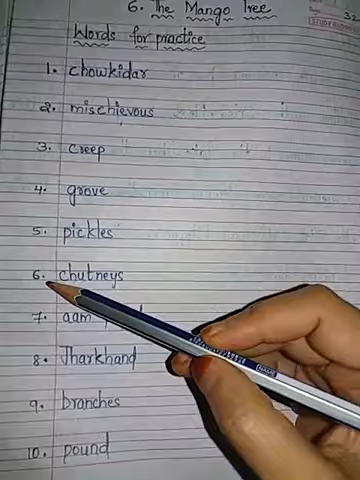 6. The Mango Tree
Words for practice
1. chowkidar
2. mischievous
3. creep
4. grove
5. pickles
6. chutneys
7. aam
8. Jharkhand
9. branches
10. pound